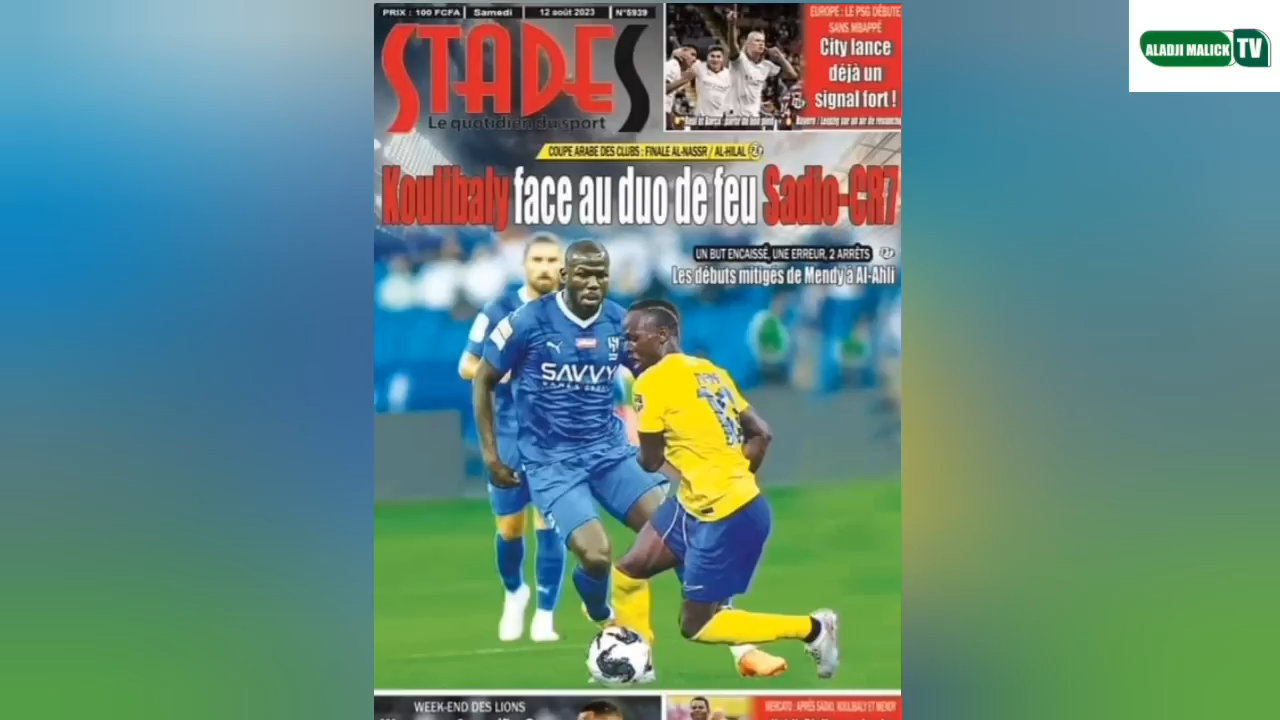 PRIX : 100 FCFA | Samedi | 12 août 2023 | N°5939
STADES
Le quotidien du sport
EUROPE : LE PSG DÉBUTE
SANS MBAPPÉ
City lance
déjà un
signal fort !
COUPE ARABE DES CLUBS : FINALE AL-NASSR / AL-HILAL
Koulibaly face au duo de feu Sadio-CR7
UN BUT ENCAISSÉ, UNE ERREUR, 2 ARRÊTS
Les débuts mitigés de Mendy à Al-Ahli
SAVVY
WEEK-END DES LIONS
MERCATO : APRÈS SADIO, KOULIBALY ET MENDY
ALADJI MALICK TV